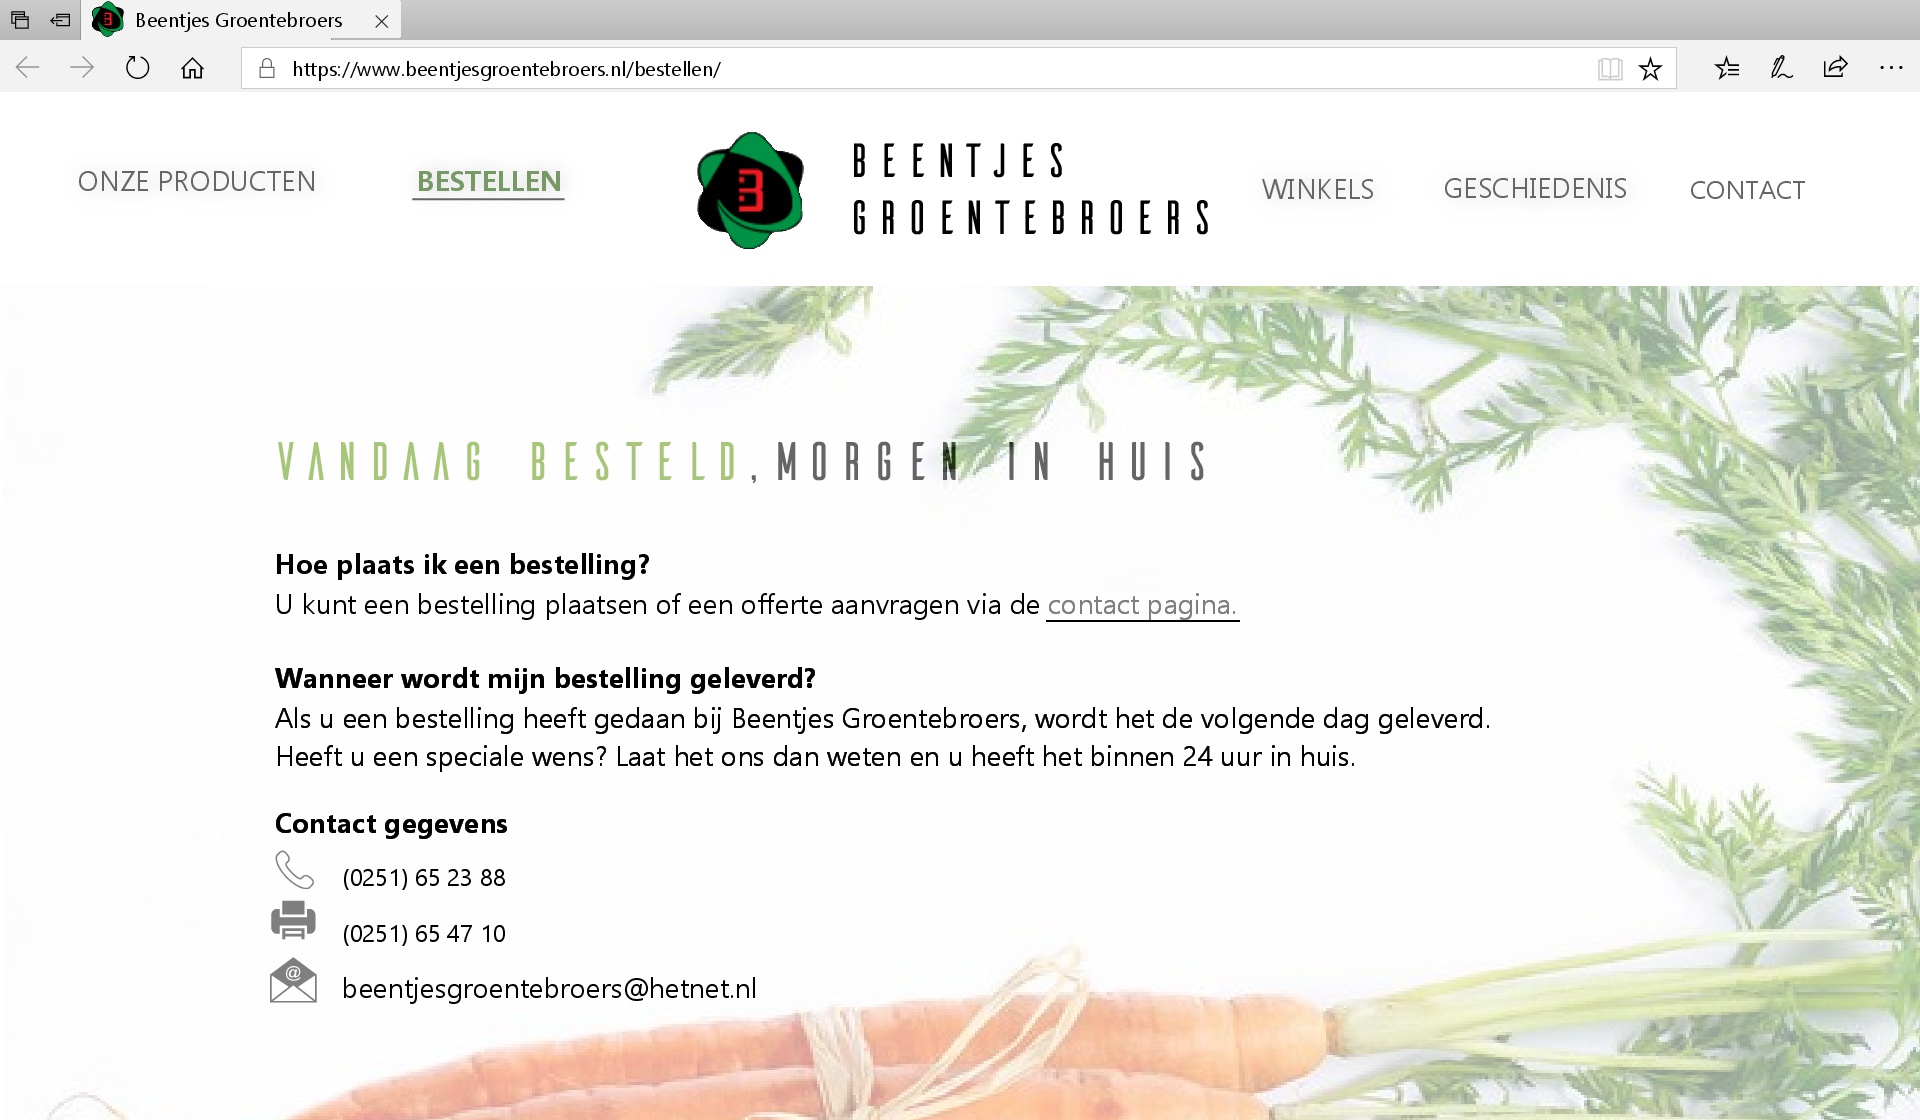 Beentjes Groentebroers
https://www.beentjesgroentebroers.nl/bestellen/
ONZE PRODUCTEN
BESTELLEN
B
BEENTJES
GROENTEBROERS
WINKELS
GESCHIEDENIS
CONTACT
VANDAAG BESTELD, MORGEN IN HUIS
Hoe plaats ik een bestelling?
U kunt een bestelling plaatsen of een offerte aanvragen via de contact pagina.
Wanneer wordt mijn bestelling geleverd?
Als u een bestelling heeft gedaan bij Beentjes Groentebroers, wordt het de volgende dag geleverd.
Heeft u een speciale wens? Laat het ons dan weten en u heeft het binnen 24 uur in huis.
Contact gegevens
(0251) 65 23 88
(0251) 65 47 10
@
beentjesgroentebroers@hetnet.nl